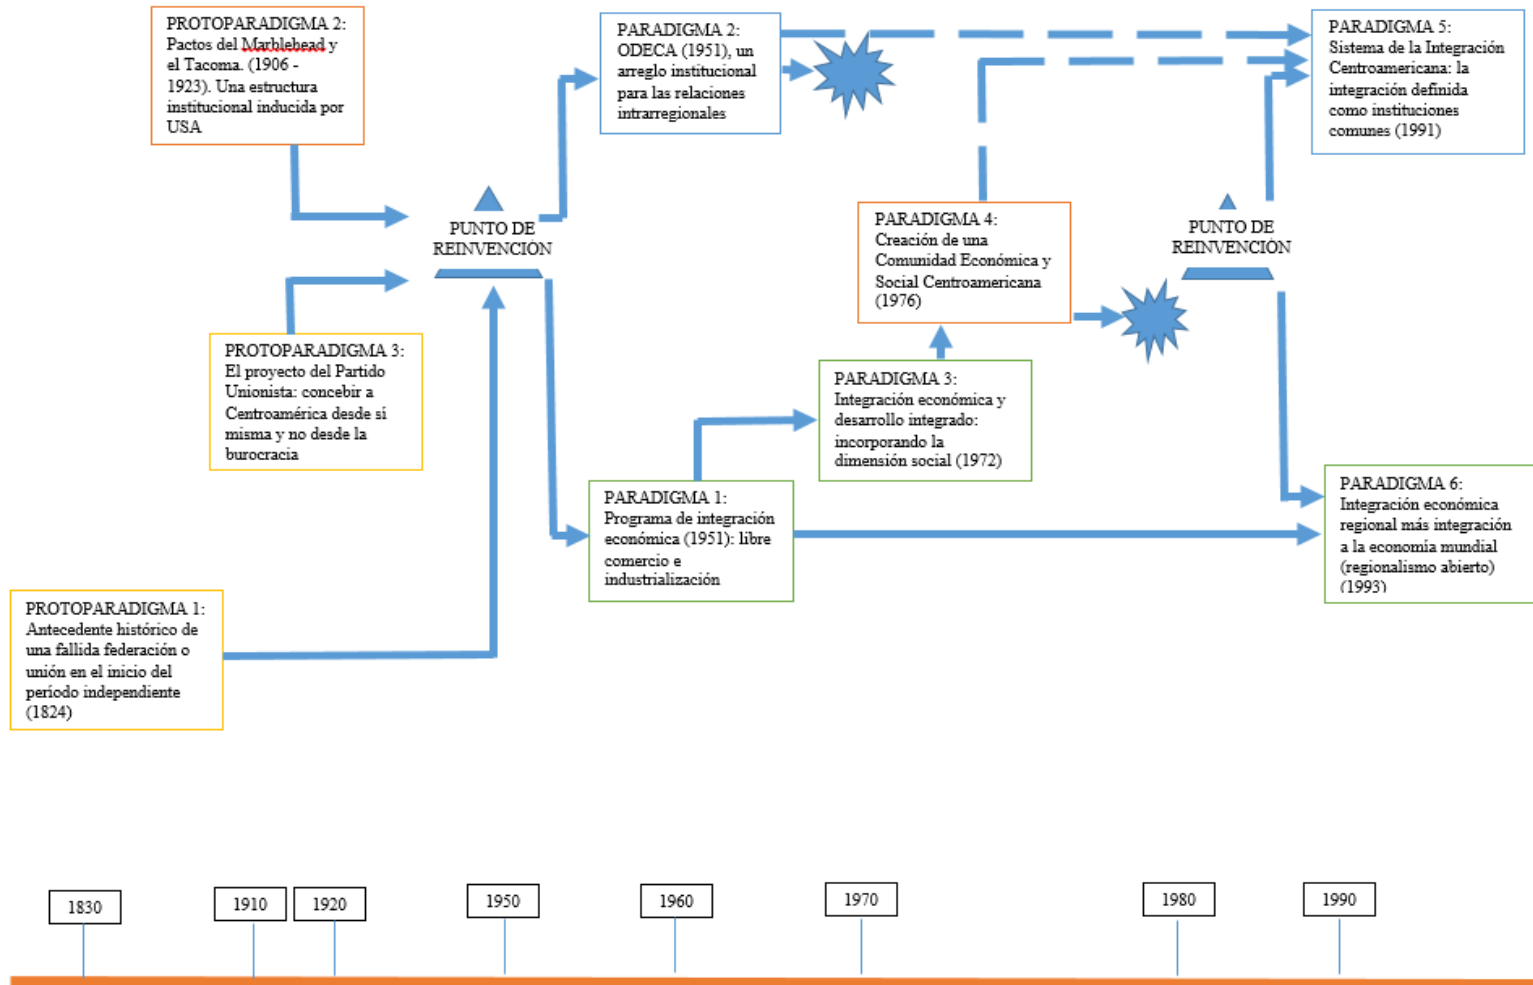 PROTOPARADIGMA 2:
Pactos del Marblehead y
el Tacoma. (1906 -
1923). Una estructura
institucional inducida por
USA
PARADIGMA 2:
ODECA (1951), un
arreglo institucional
para las relaciones
intrarregionales
PARADIGMA 5:
Sistema de la Integración
Centroamericana: la
integración definida
como instituciones
comunes (1991)
PUNTO DE
REINVENCIÓN
PARADIGMA 4:
Creación de una
Comunidad Económica y
Social Centroamericana
(1976)
PUNTO DE
REINVENCIÓN
PROTOPARADIGMA 3:
El proyecto del Partido
Unionista: concebir a
Centroamérica desde sí
misma y no desde la
burocracia
PARADIGMA 3:
Integración económica y
desarrollo integrado:
incorporando la
dimensión social (1972)
PARADIGMA 1:
Programa de integración
económica (1951): libre
comercio e
industrialización
PARADIGMA 6:
Integración económica
regional más integración
a la economía mundial
(regionalismo abierto)
(1993)
PROTOPARADIGMA 1:
Antecedente histórico de
una fallida federación o
unión en el inicio del
período independiente
(1824)
1830
1910
1920
1950
1960
1970
1980
1990